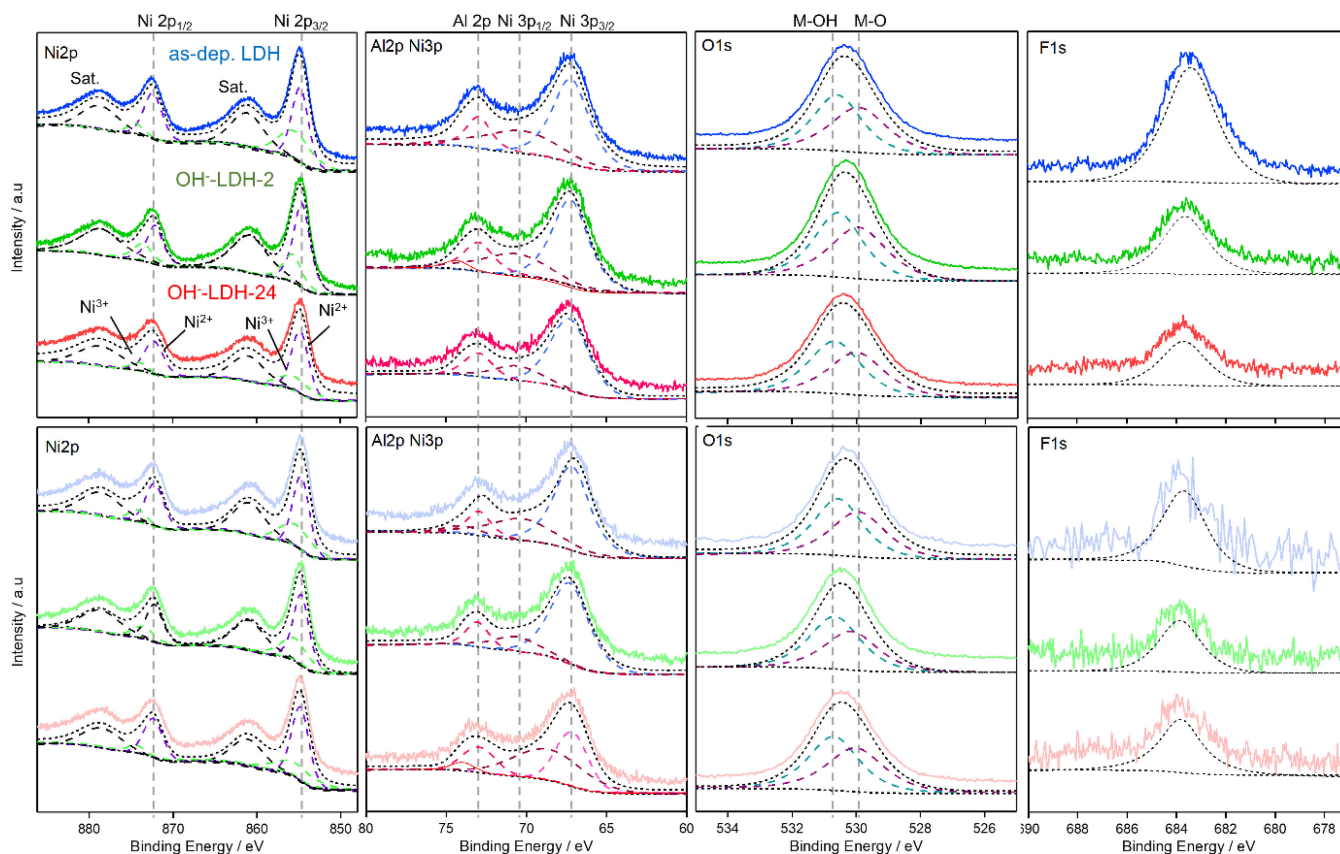 Ni 2p1/2 Ni 2p3/2 Al 2p Ni 3p1/2 Ni 3p3/2 M-OH M-O
Ni2p as-dep. LDH Al2p Ni3p O1s F1s
Sat. Sat.
OH⁻-LDH-2
OH⁻-LDH-24
Ni³⁺ Ni²⁺ Ni³⁺ Ni²⁺
Intensity / a.u
Ni2p Al2p Ni3p O1s F1s
Intensity / a.u
880 870 860 850 80 75 70 65 60 534 532 530 528 526 690 688 686 684 682 680 678
Binding Energy / eV Binding Energy / eV Binding Energy / eV Binding Energy / eV